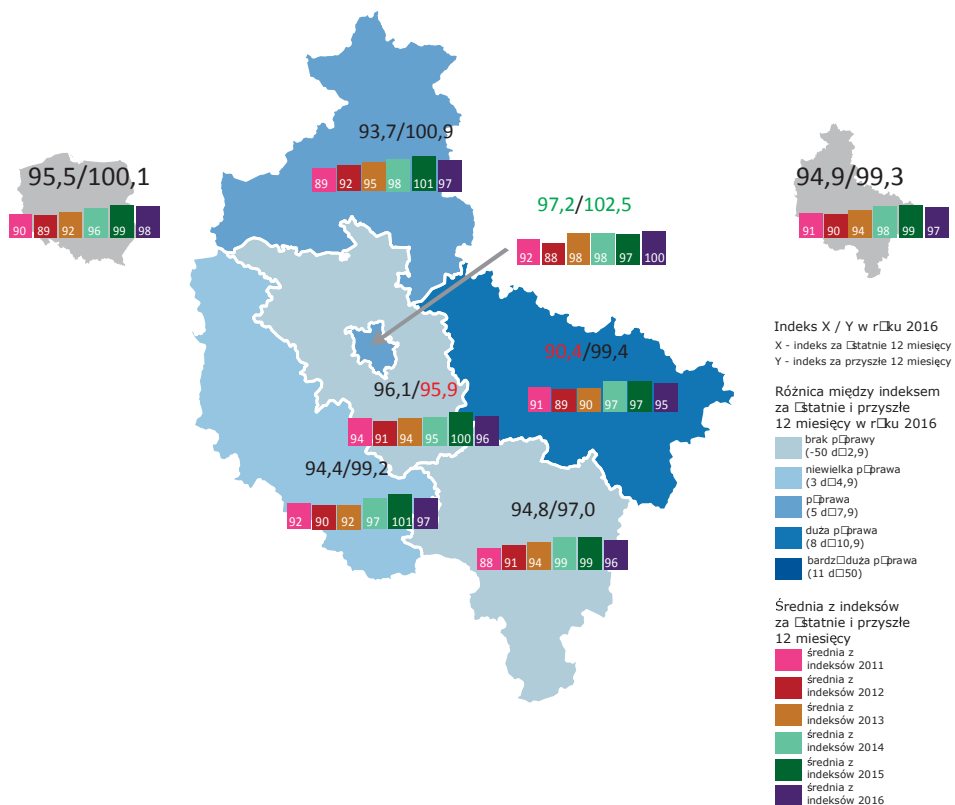 93,7/100,9
89 92 95 98 101 97
95,5/100,1
90 89 92 96 99 98
94,9/99,3
91 90 94 98 99 97
97,2/102,5
92 88 98 98 97 100
90,4/99,4
91 89 90 97 97 95
96,1/95,9
94 91 94 95 100 96
94,4/99,2
92 90 92 97 101 97
94,8/97,0
88 91 94 99 99 96
Indeks X / Y w r□ku 2016
X - indeks za □statnie 12 miesięcy
Y - indeks za przyszłe 12 miesięcy
Różnica między indeksem
za □statnie i przyszłe
12 miesięcy w r□ku 2016
brak p□prawy
(-50 d□2,9)
niewielka p□prawa
(3 d□4,9)
p□prawa
(5 d□7,9)
duża p□prawa
(8 d□10,9)
bardz□duża p□prawa
(11 d□50)
Średnia z indeksów
za □statnie i przyszłe
12 miesięcy
średnia z
indeksów 2011
średnia z
indeksów 2012
średnia z
indeksów 2013
średnia z
indeksów 2014
średnia z
indeksów 2015
średnia z
indeksów 2016